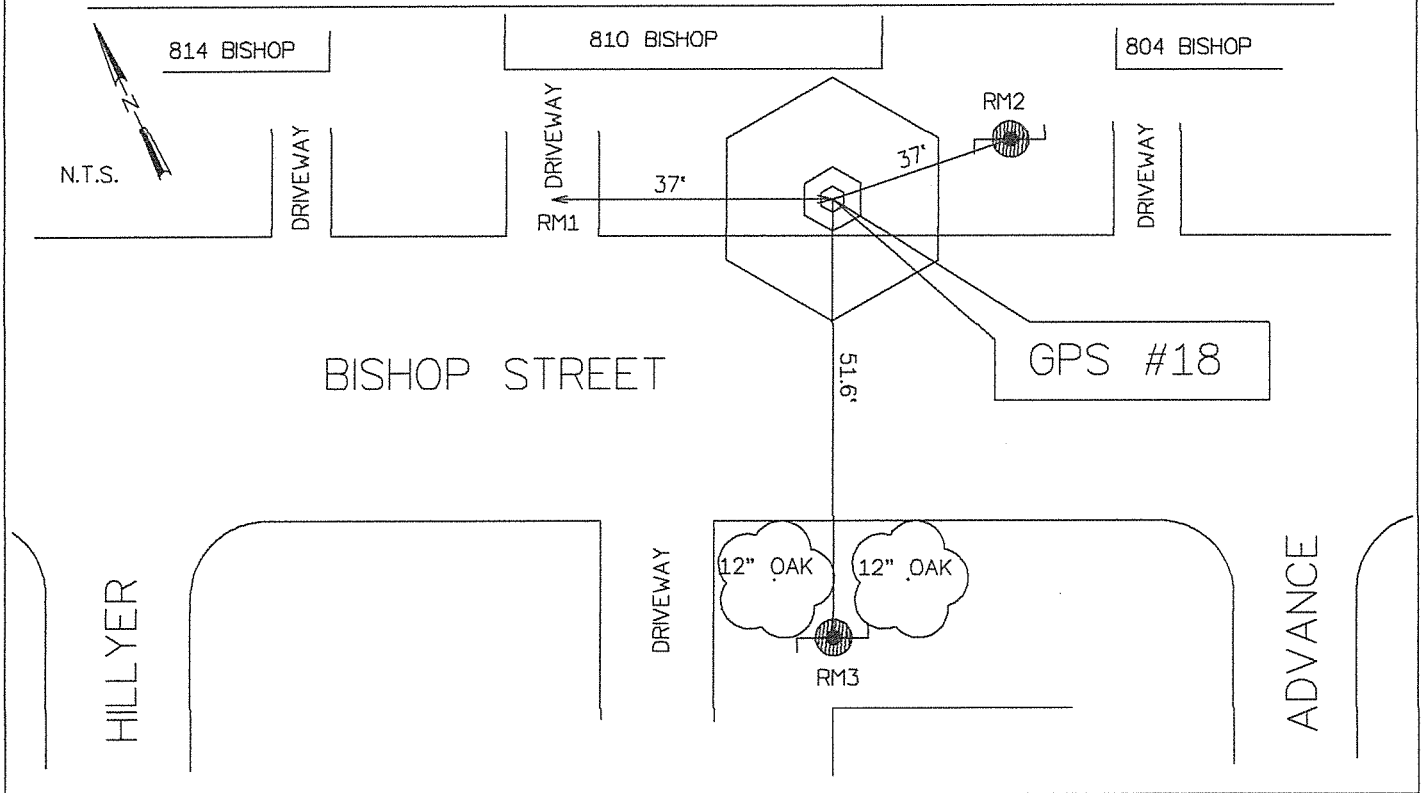 814 BISHOP
810 BISHOP
804 BISHOP
N
N.T.S.
DRIVEWAY
DRIVEWAY
RM2
DRIVEWAY
37'
37'
RM1
BISHOP STREET
51.6'
GPS #18
HILLYER
DRIVEWAY
12" OAK
12" OAK
RM3
ADVANCE